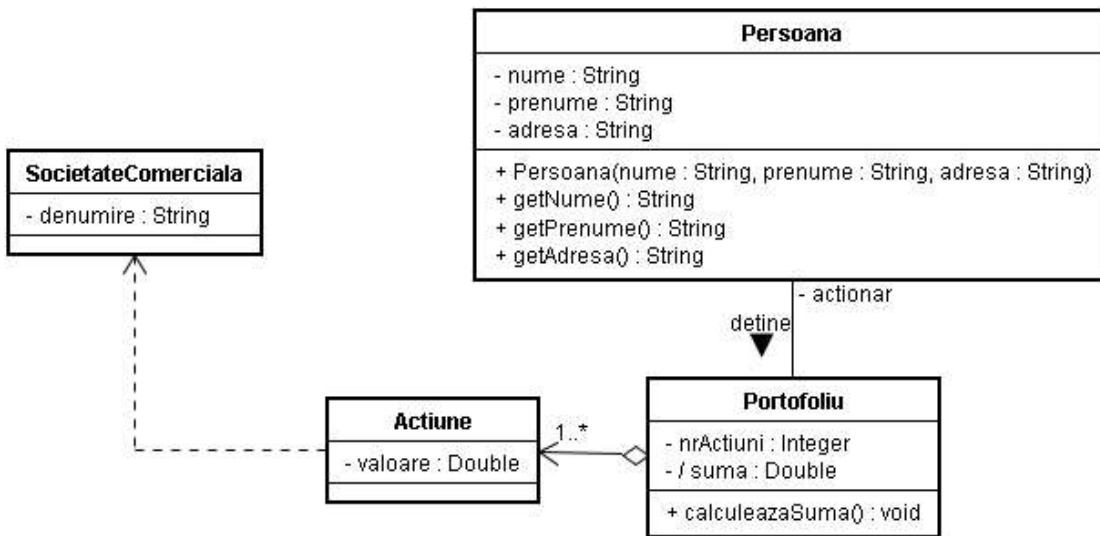 Persoana
- nume : String
- prenume : String
- adresa : String
+ Persoana(nume : String, prenume : String, adresa : String)
+ getNume() : String
+ getPrenume() : String
+ getAdresa() : String
SocietateComerciala
- denumire : String
- actionar
detine
Actiune
- valoare : Double
1..*
Portofoliu
- nrActiuni : Integer
- / suma : Double
+ calculeazaSuma() : void